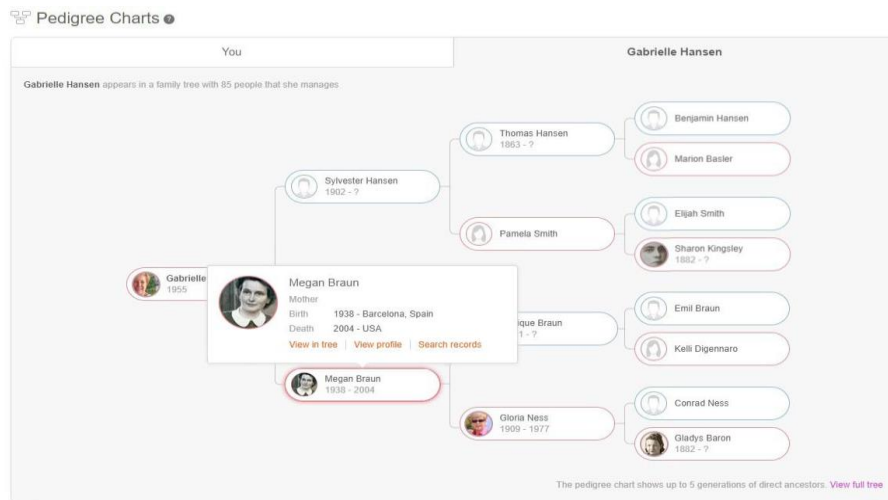 Pedigree Charts ?
You
Gabrielle Hansen
Gabrielle Hansen appears in a family tree with 85 people that she manages
Benjamin Hansen
Thomas Hansen
1863 - ?
Marion Basler
Sylvester Hansen
1902 - ?
Elijah Smith
Pamela Smith
Sharon Kingsley
1882 - ?
Gabrielle
1955
Megan Braun
Mother
Birth 1938 - Barcelona, Spain
Death 2004 - USA
View in tree | View profile | Search records
Emil Braun
ique Braun
1 - ?
Kelli Digennaro
Megan Braun
1938 - 2004
Conrad Ness
Gloria Ness
1909 - 1977
Gladys Baron
1882 - ?
The pedigree chart shows up to 5 generations of direct ancestors. View full tree